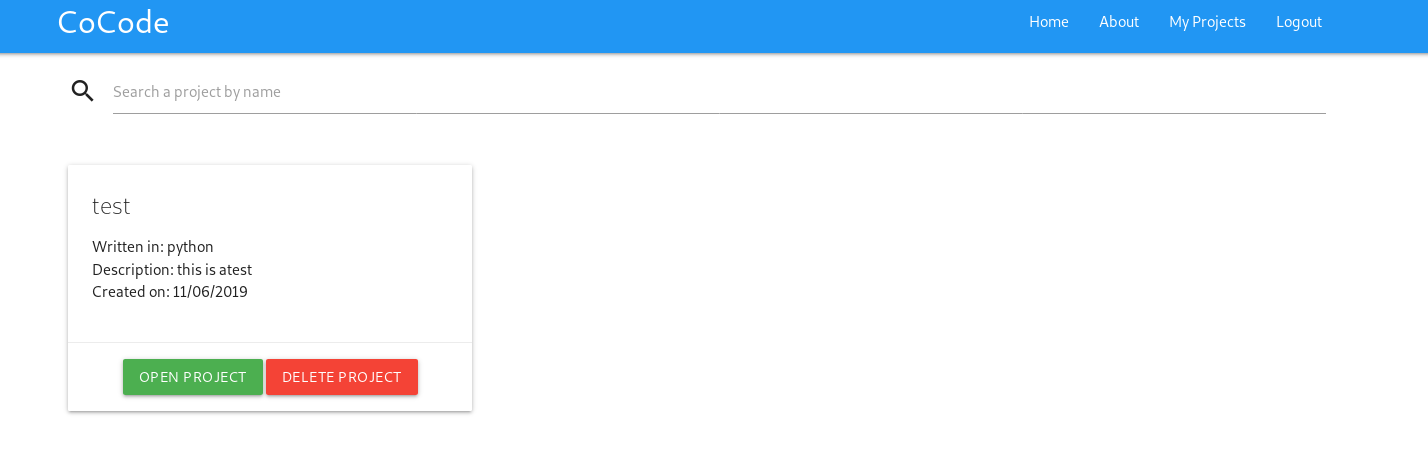 CoCode
Home About My Projects Logout
Search a project by name
test
Written in: python
Description: this is atest
Created on: 11/06/2019
OPEN PROJECT DELETE PROJECT